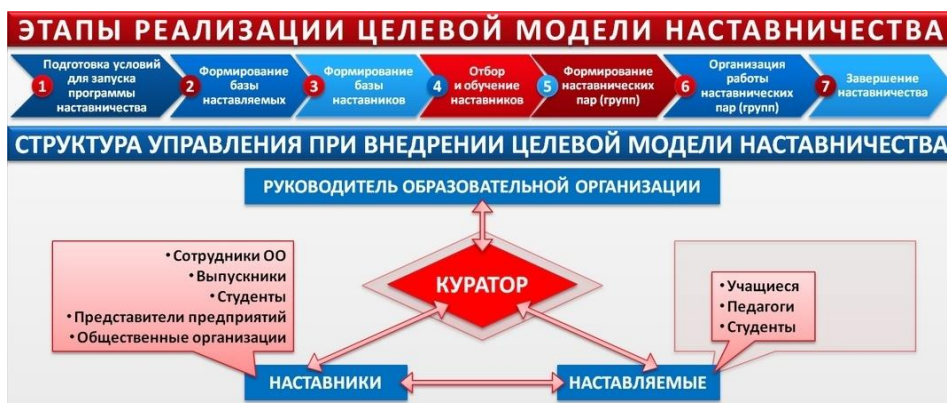 ЭТАПЫ РЕАЛИЗАЦИИ ЦЕЛЕВОЙ МОДЕЛИ НАСТАВНИЧЕСТВА
1
Подготовка условий
для запуска
программы
наставничества
2
Формирование
базы
наставляемых
3
Формирование
базы
наставников
4
Отбор
и обучение
наставников
5
Формирование
наставнических
пар (групп)
6
Организация
работы
наставнических
пар (групп)
7
Завершение
наставничества
СТРУКТУРА УПРАВЛЕНИЯ ПРИ ВНЕДРЕНИИ ЦЕЛЕВОЙ МОДЕЛИ НАСТАВНИЧЕСТВА
РУКОВОДИТЕЛЬ ОБРАЗОВАТЕЛЬНОЙ ОРГАНИЗАЦИИ
КУРАТОР
• Сотрудники ОО
• Выпускники
• Студенты
• Представители предприятий
• Общественные организации
• Учащиеся
• Педагоги
• Студенты
НАСТАВНИКИ
НАСТАВЛЯЕМЫЕ